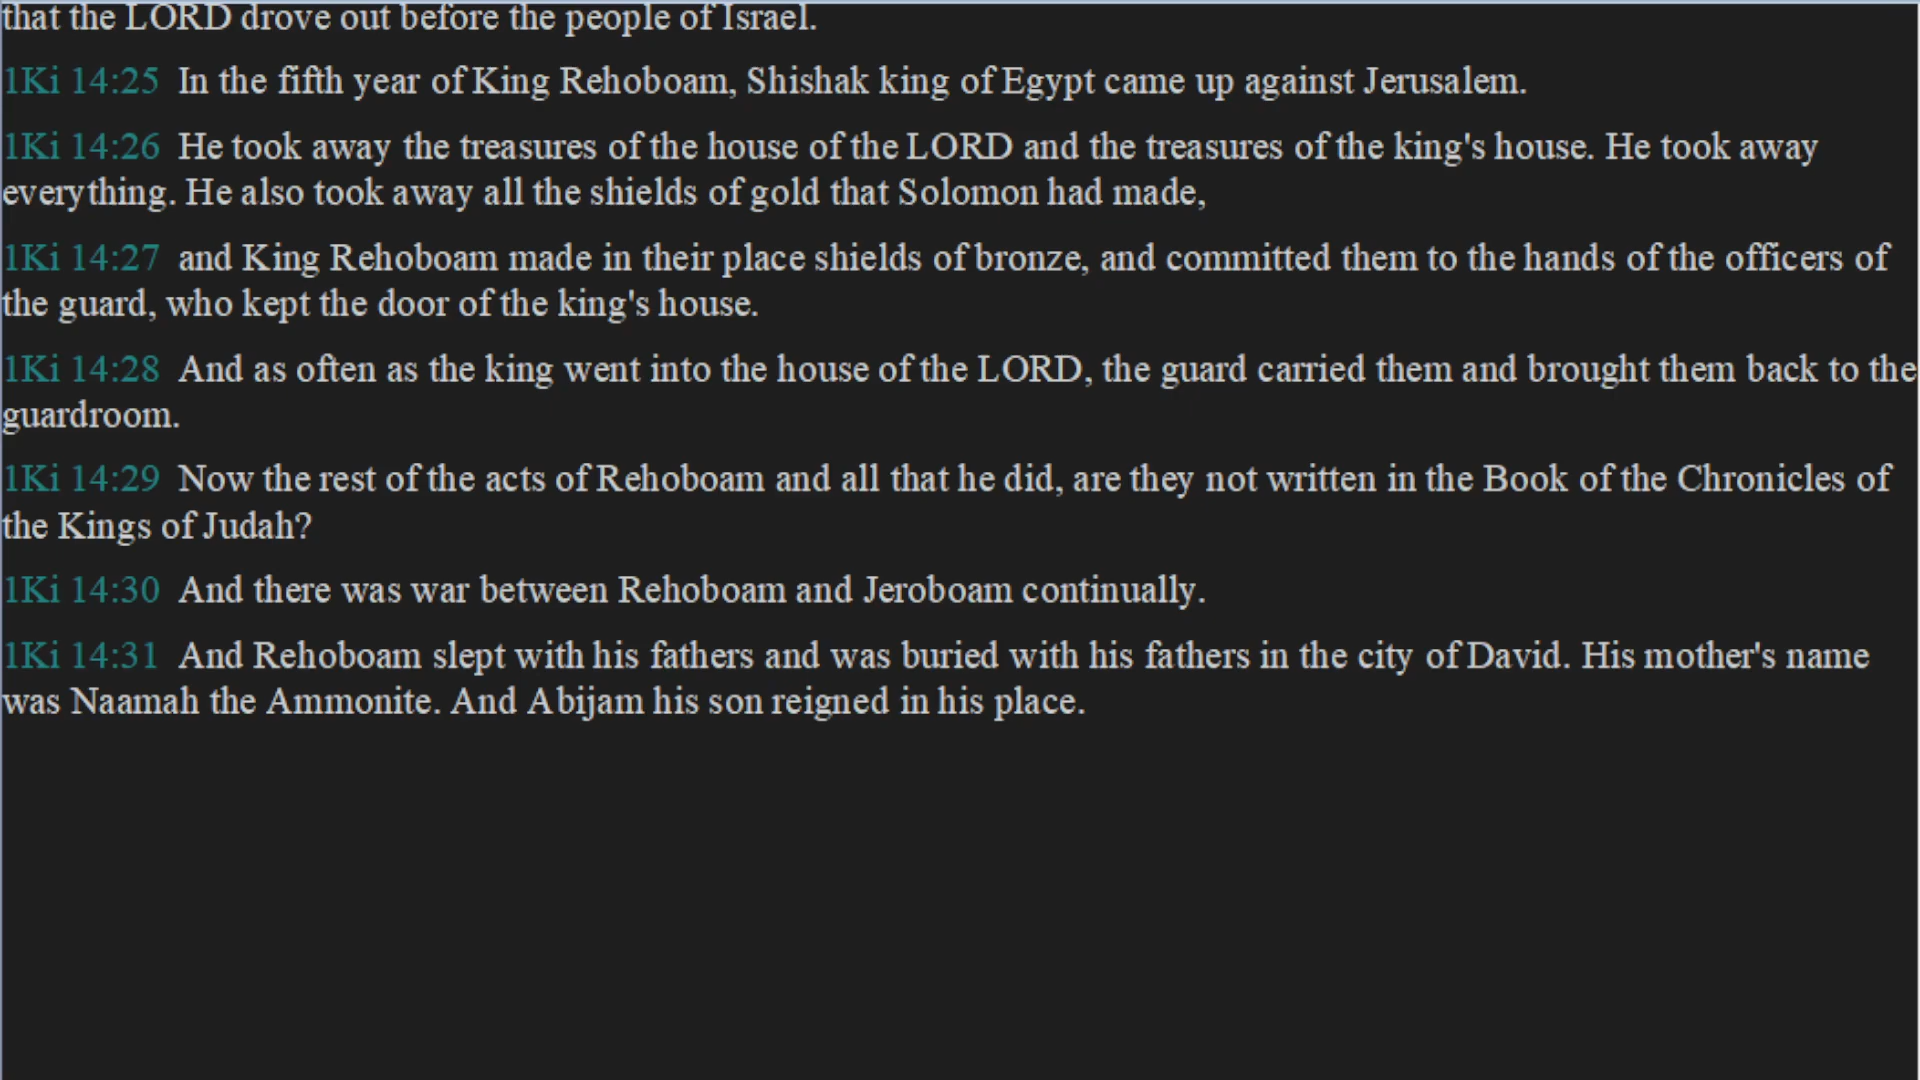 that the LORD drove out before the people of Israel.
1Ki 14:25 In the fifth year of King Rehoboam, Shishak king of Egypt came up against Jerusalem.
1Ki 14:26 He took away the treasures of the house of the LORD and the treasures of the king's house. He took away
everything. He also took away all the shields of gold that Solomon had made,
1Ki 14:27 and King Rehoboam made in their place shields of bronze, and committed them to the hands of the officers of
the guard, who kept the door of the king's house.
1Ki 14:28 And as often as the king went into the house of the LORD, the guard carried them and brought them back to the
guardroom.
1Ki 14:29 Now the rest of the acts of Rehoboam and all that he did, are they not written in the Book of the Chronicles of
the Kings of Judah?
1Ki 14:30 And there was war between Rehoboam and Jeroboam continually.
1Ki 14:31 And Rehoboam slept with his fathers and was buried with his fathers in the city of David. His mother's name
was Naamah the Ammonite. And Abijam his son reigned in his place.